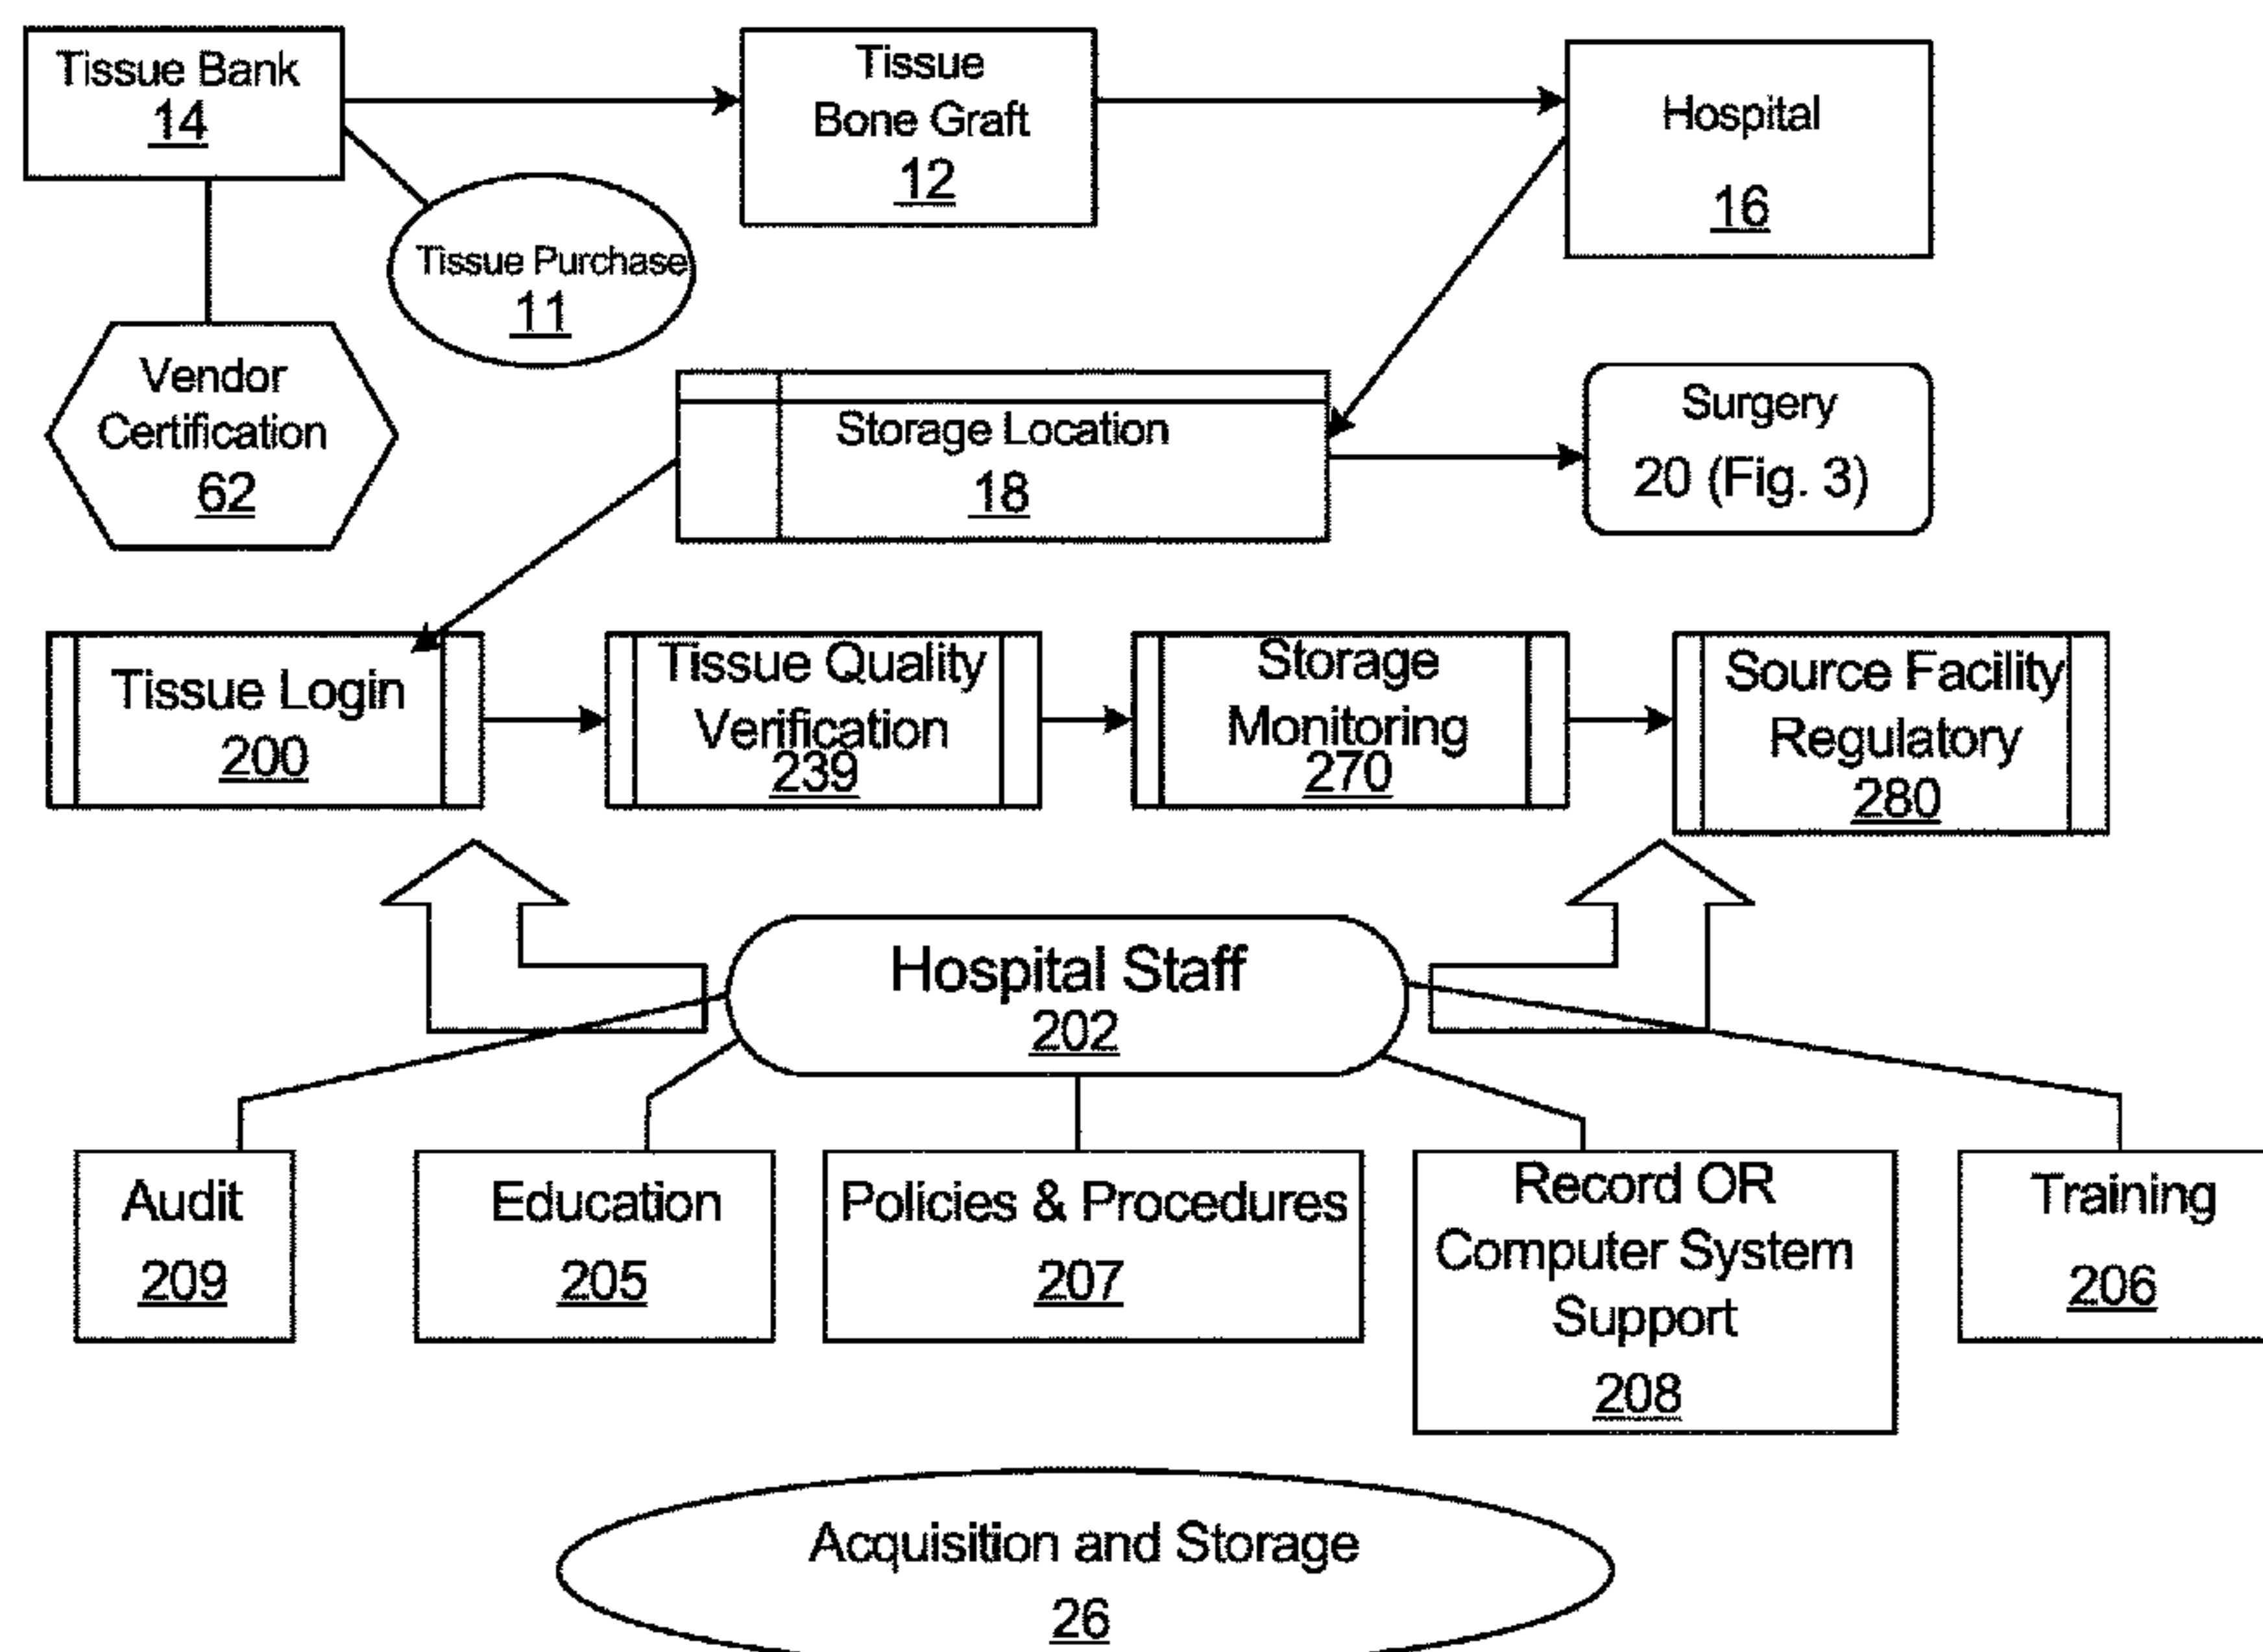 Tissue Bank
14
Tissue
Bone Graft
12
Hospital
16
Tissue Purchase
11
Vendor
Certification
62
Storage Location
18
Surgery
20 (Fig. 3)
Tissue Login
200
Tissue Quality
Verification
239
Storage
Monitoring
270
Source Facility
Regulatory
280
Hospital Staff
202
Audit
209
Education
205
Policies & Procedures
207
Record OR
Computer System
Support
208
Training
206
Acquisition and Storage
26